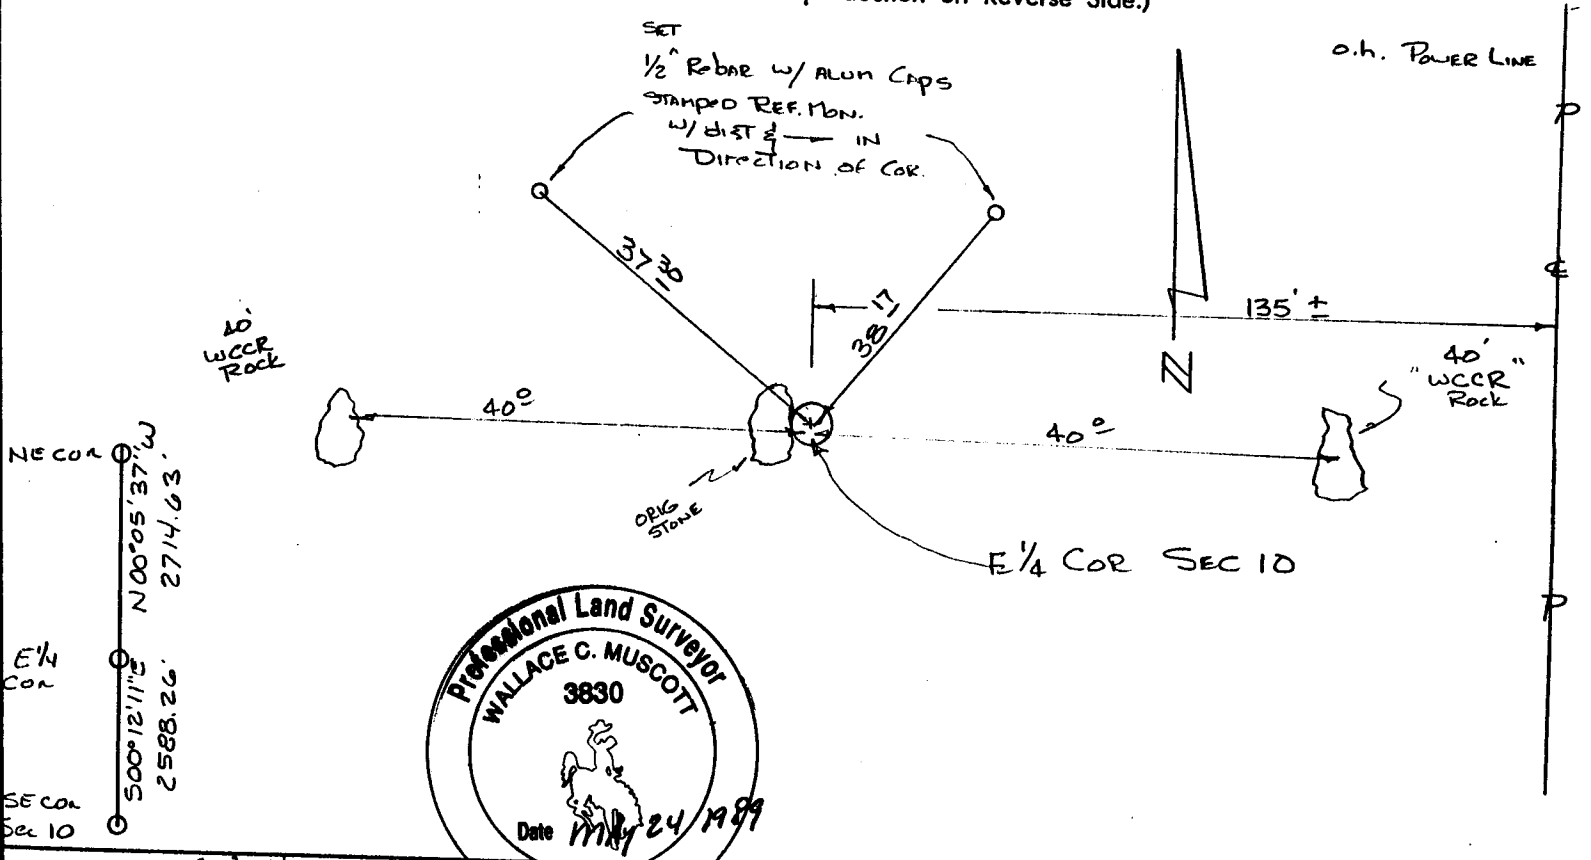 on Reverse Side.)
SET
1/2" Rebar w/ ALUM CAPS
STAMPED REF. MON.
w/ dist & → IN
Direction of Cor.
o.h. Power Line
P
37 30
17
38
135' ±
℄
N
40'
WCCR
Rock
40'
"WCCR"
Rock
40 0
40 0
NE COR
N 00°05'37" W
2714.63'
ORIG
STONE
E 1/4 COR SEC 10
P
E 1/4
COR
S 00°12'11" E
2588.26'
SE COR
Sec 10
Professional Land Surveyor
WALLACE C. MUSCOTT
3830
Date May 24 1989